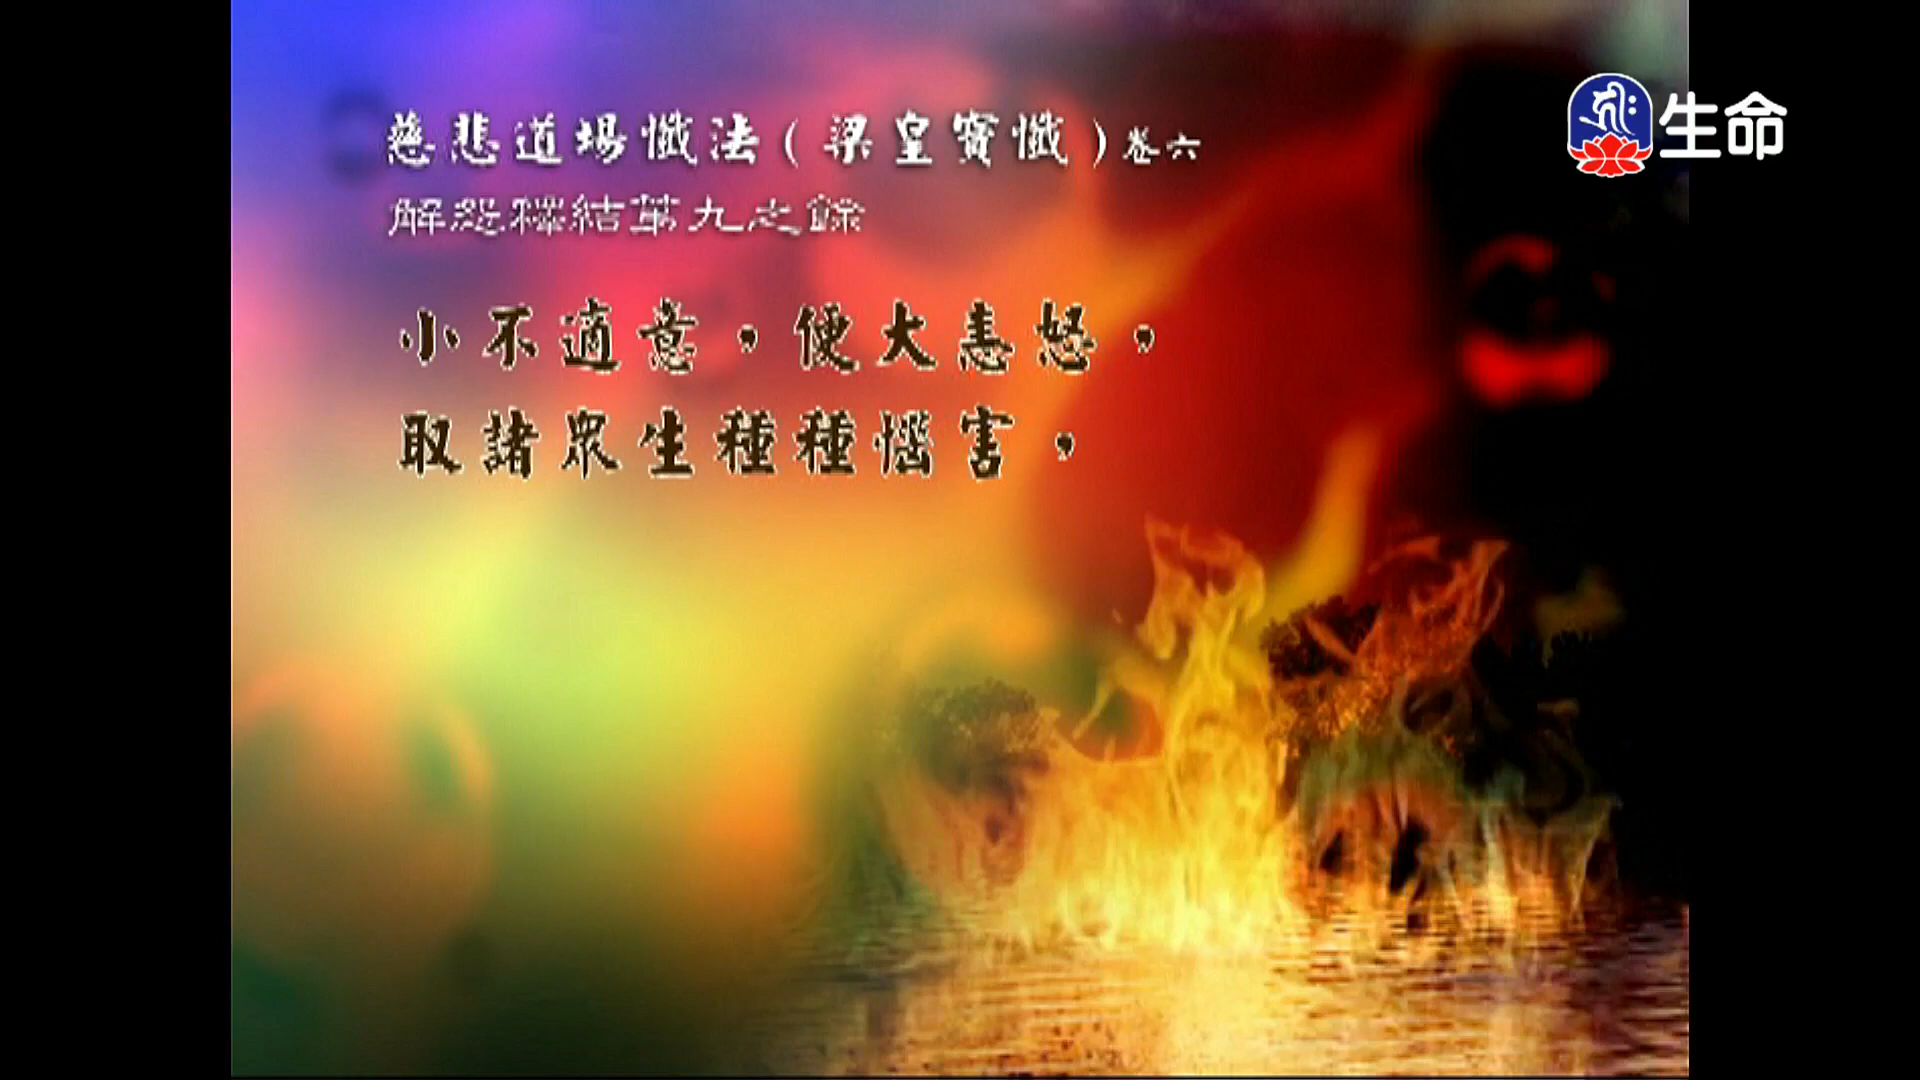 慈悲道場懺法(梁皇寶懺)卷六
解怨釋結第九之餘
小不適意，便大恚怒，
取諸眾生種種惱害，
生命